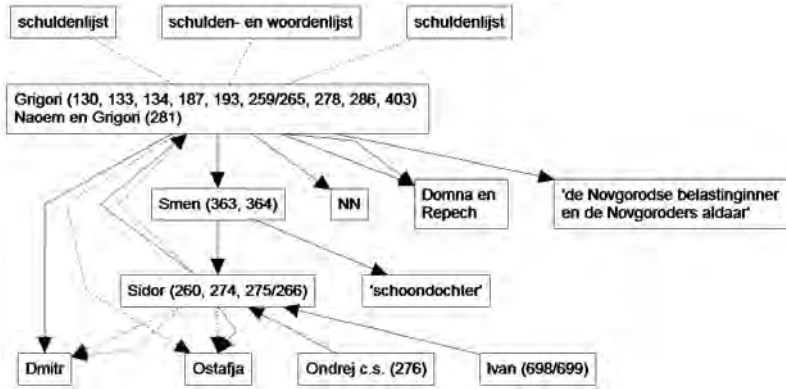 schuldenlijst
schulden- en woordenlijst
schuldenlijst
Grigori (130, 133, 134, 187, 193, 259/265, 278, 286, 403)
Naoem en Grigori (281)
Smen (363, 364)
NN
Domna en
Repech
'de Novgorodse belastinginner
en de Novgoroders aldaar'
Sidor (260, 274, 275/266)
'schoondochter'
Dmitr
Ostafja
Ondrej c.s. (276)
Ivan (698/699)